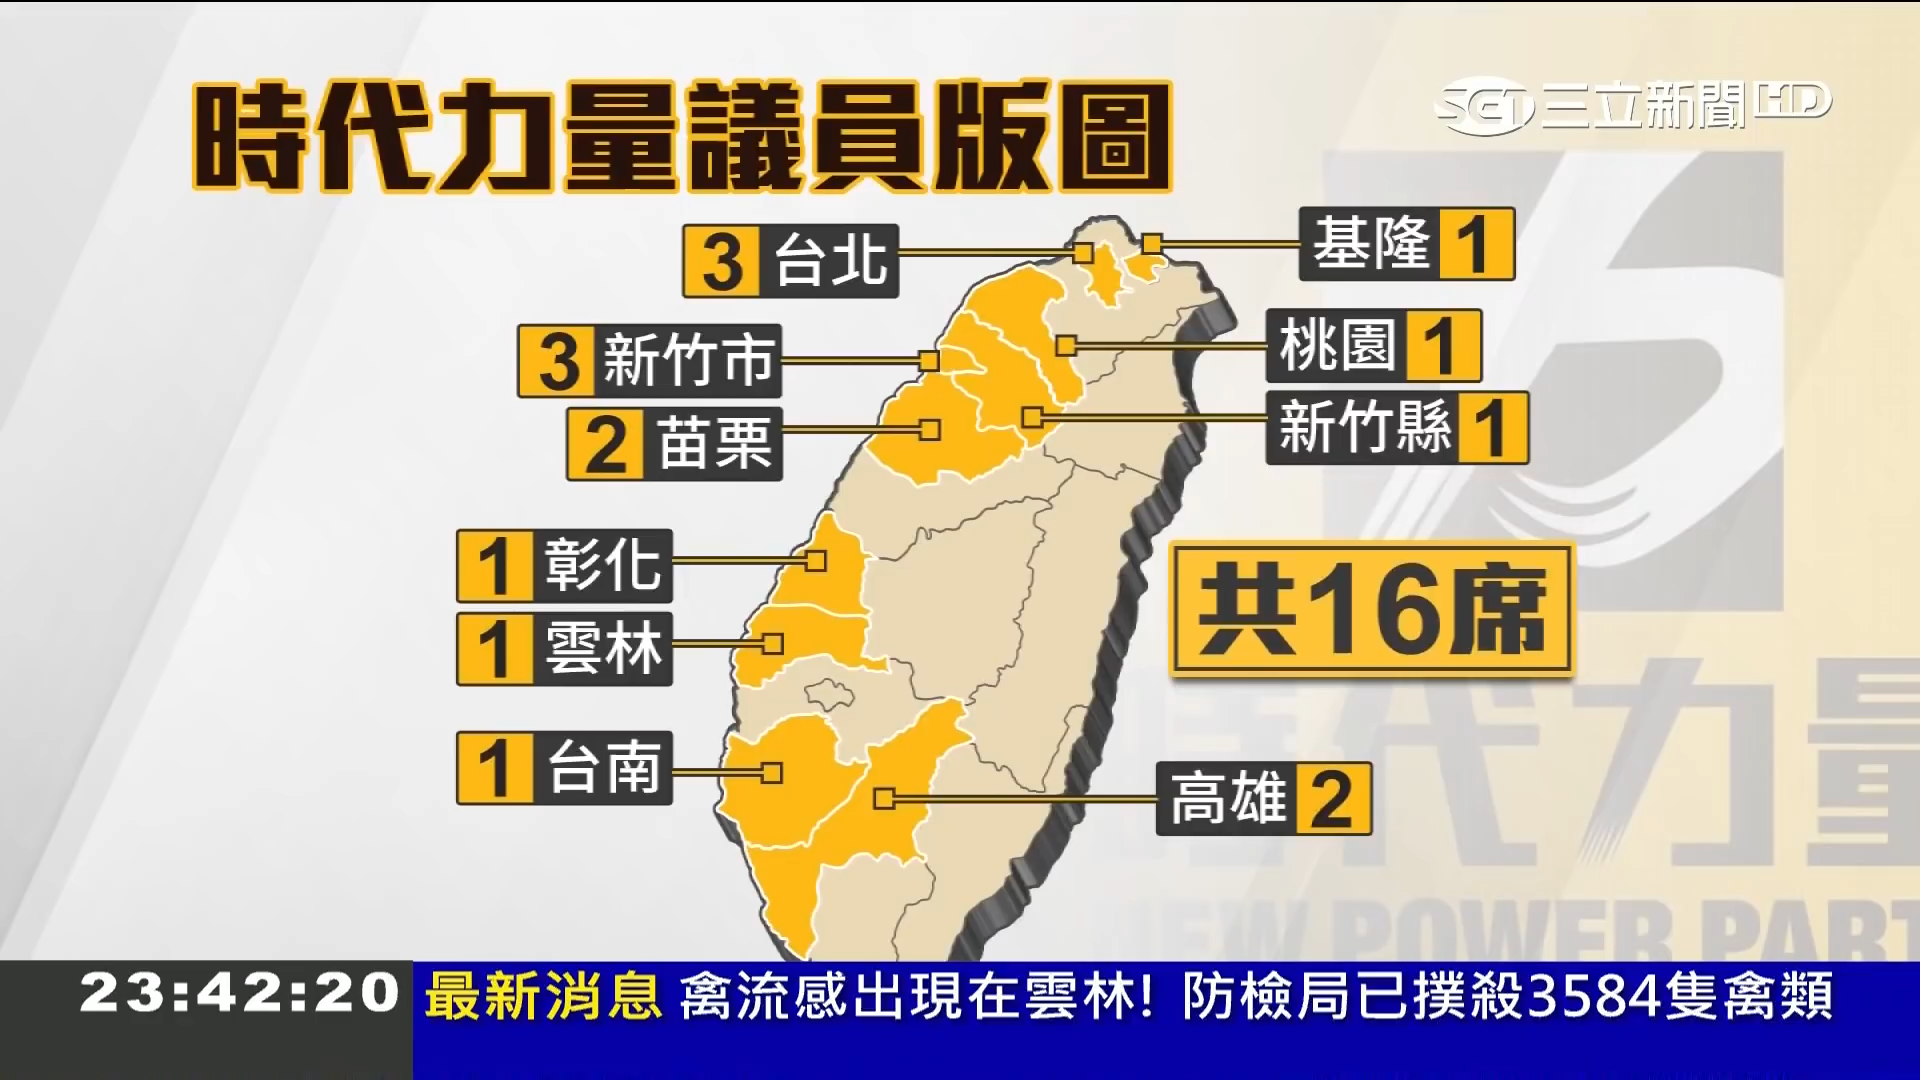 時代力量議員版圖
SET三立新聞HD
3 台北
基隆 1
3 新竹市
桃園 1
2 苗栗
新竹縣 1
1 彰化
共16席
1 雲林
1 台南
高雄 2
時代力量
NEW POWER PART
23:42:20
最新消息 禽流感出現在雲林! 防檢局已撲殺3584隻禽類